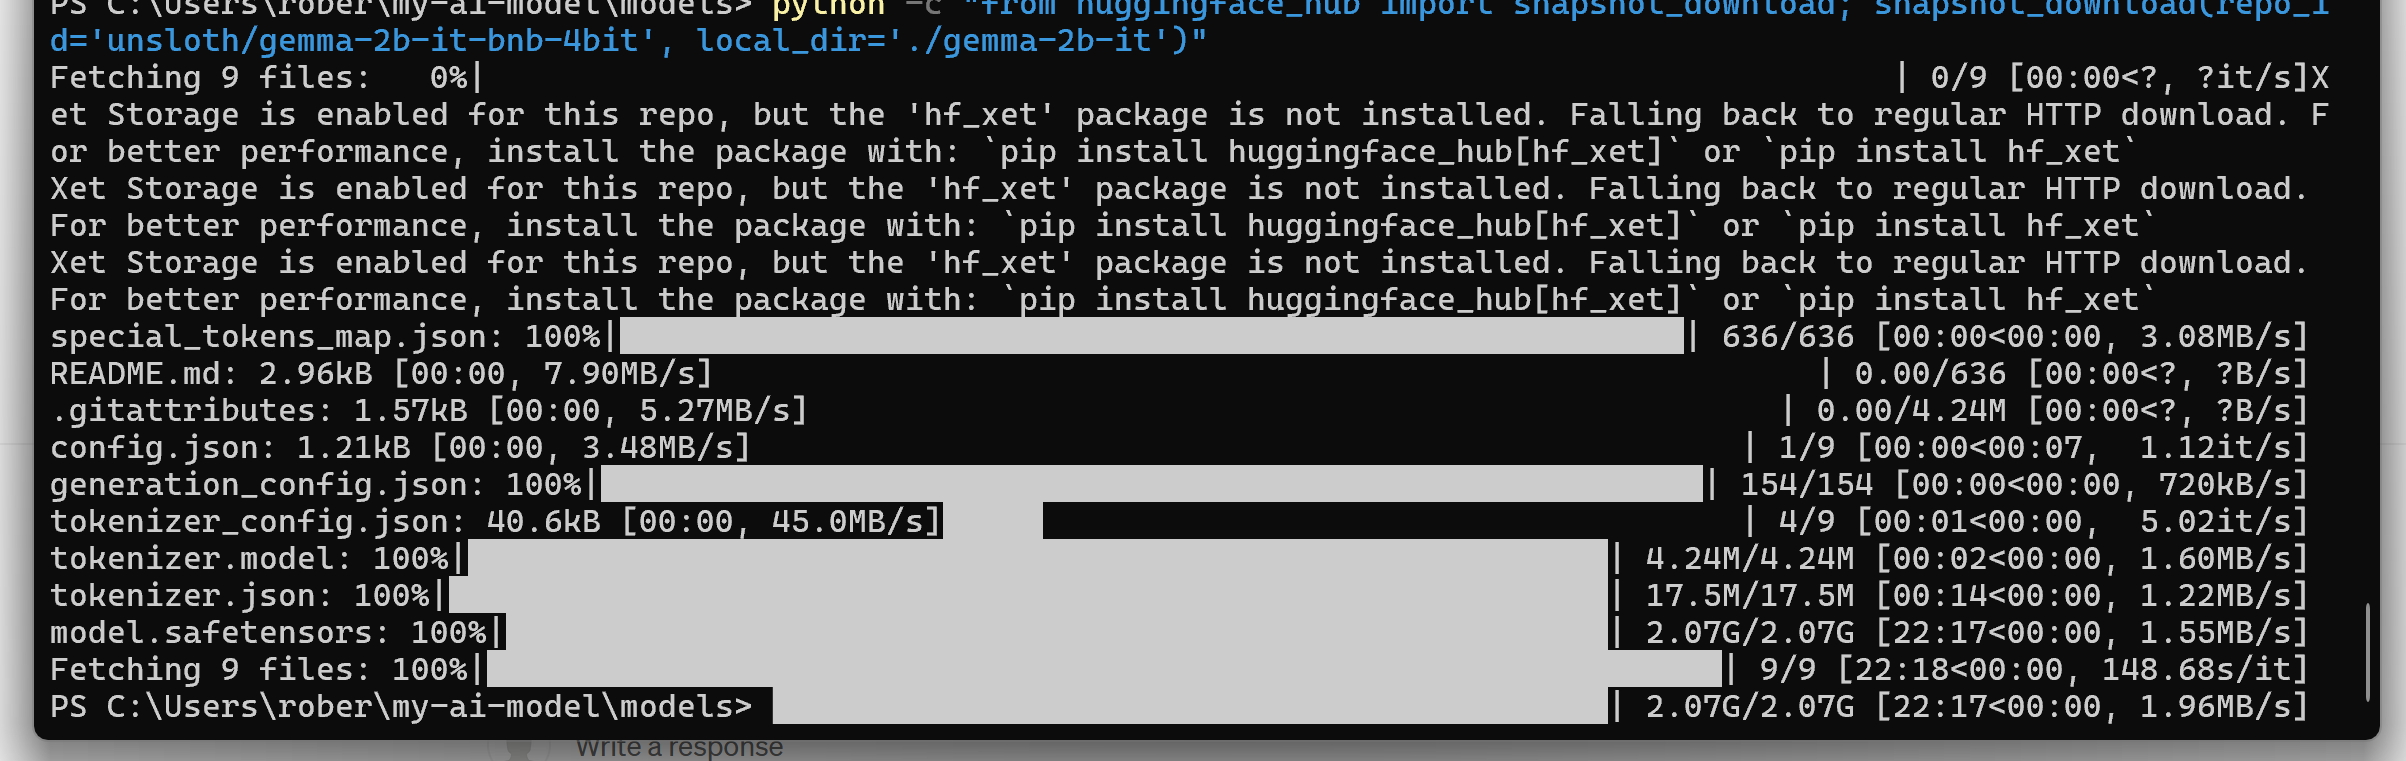 PS C:\Users\rober\my-ai-model\models> python -c "from huggingface_hub import snapshot_download; snapshot_download(repo_i
d='unsloth/gemma-2b-it-bnb-4bit', local_dir='./gemma-2b-it')"
Fetching 9 files:   0%|                                                                           | 0/9 [00:00<?, ?it/s]X
et Storage is enabled for this repo, but the 'hf_xet' package is not installed. Falling back to regular HTTP download. F
or better performance, install the package with: `pip install huggingface_hub[hf_xet]` or `pip install hf_xet`
Xet Storage is enabled for this repo, but the 'hf_xet' package is not installed. Falling back to regular HTTP download.
For better performance, install the package with: `pip install huggingface_hub[hf_xet]` or `pip install hf_xet`
Xet Storage is enabled for this repo, but the 'hf_xet' package is not installed. Falling back to regular HTTP download.
For better performance, install the package with: `pip install huggingface_hub[hf_xet]` or `pip install hf_xet`
special_tokens_map.json: 100%| | 636/636 [00:00<00:00, 3.08MB/s]
README.md: 2.96kB [00:00, 7.90MB/s] | 0.00/636 [00:00<?, ?B/s]
.gitattributes: 1.57kB [00:00, 5.27MB/s] | 0.00/4.24M [00:00<?, ?B/s]
config.json: 1.21kB [00:00, 3.48MB/s] | 1/9 [00:00<00:07,  1.12it/s]
generation_config.json: 100%| | 154/154 [00:00<00:00, 720kB/s]
tokenizer_config.json: 40.6kB [00:00, 45.0MB/s] | 4/9 [00:01<00:00,  5.02it/s]
tokenizer.model: 100%| | 4.24M/4.24M [00:02<00:00, 1.60MB/s]
tokenizer.json: 100%| | 17.5M/17.5M [00:14<00:00, 1.22MB/s]
model.safetensors: 100%| | 2.07G/2.07G [22:17<00:00, 1.55MB/s]
Fetching 9 files: 100%| | 9/9 [22:18<00:00, 148.68s/it]
PS C:\Users\rober\my-ai-model\models> | 2.07G/2.07G [22:17<00:00, 1.96MB/s]
Write a response